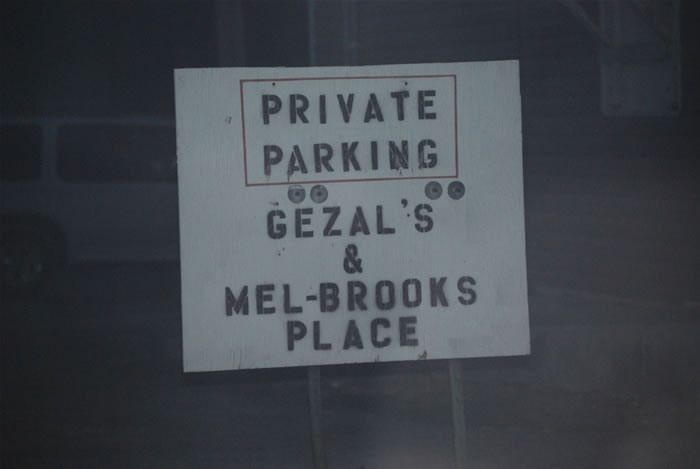 PRIVATE
PARKING
GEZAL'S
&
MEL-BROOKS
PLACE